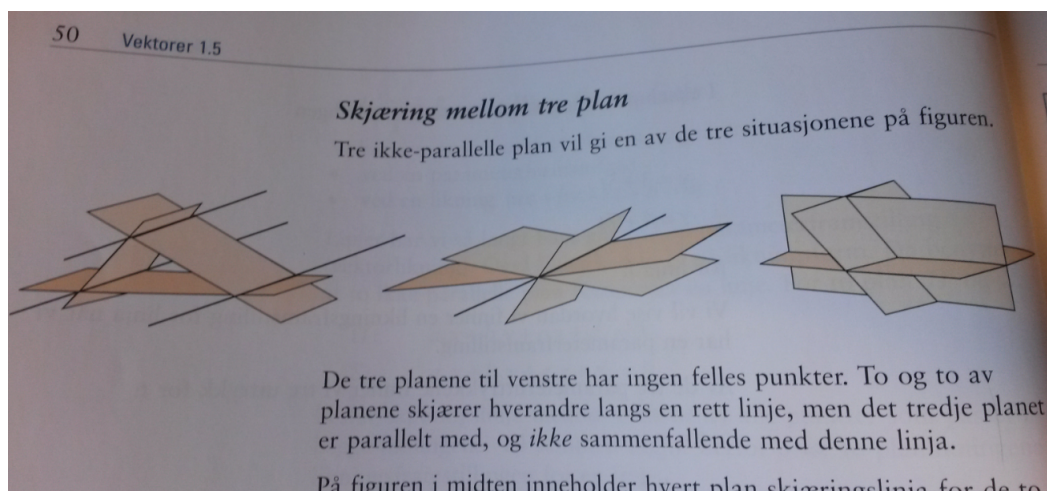 50 Vektorer 1.5
Skjæring mellom tre plan
Tre ikke-parallelle plan vil gi en av de tre situasjonene på figuren.
De tre planene til venstre har ingen felles punkter. To og to av
planene skjærer hverandre langs en rett linje, men det tredje planet
er parallelt med, og ikke sammenfallende med denne linja.
På figuren i midten inneholder hvert plan skjæringslinja for de to